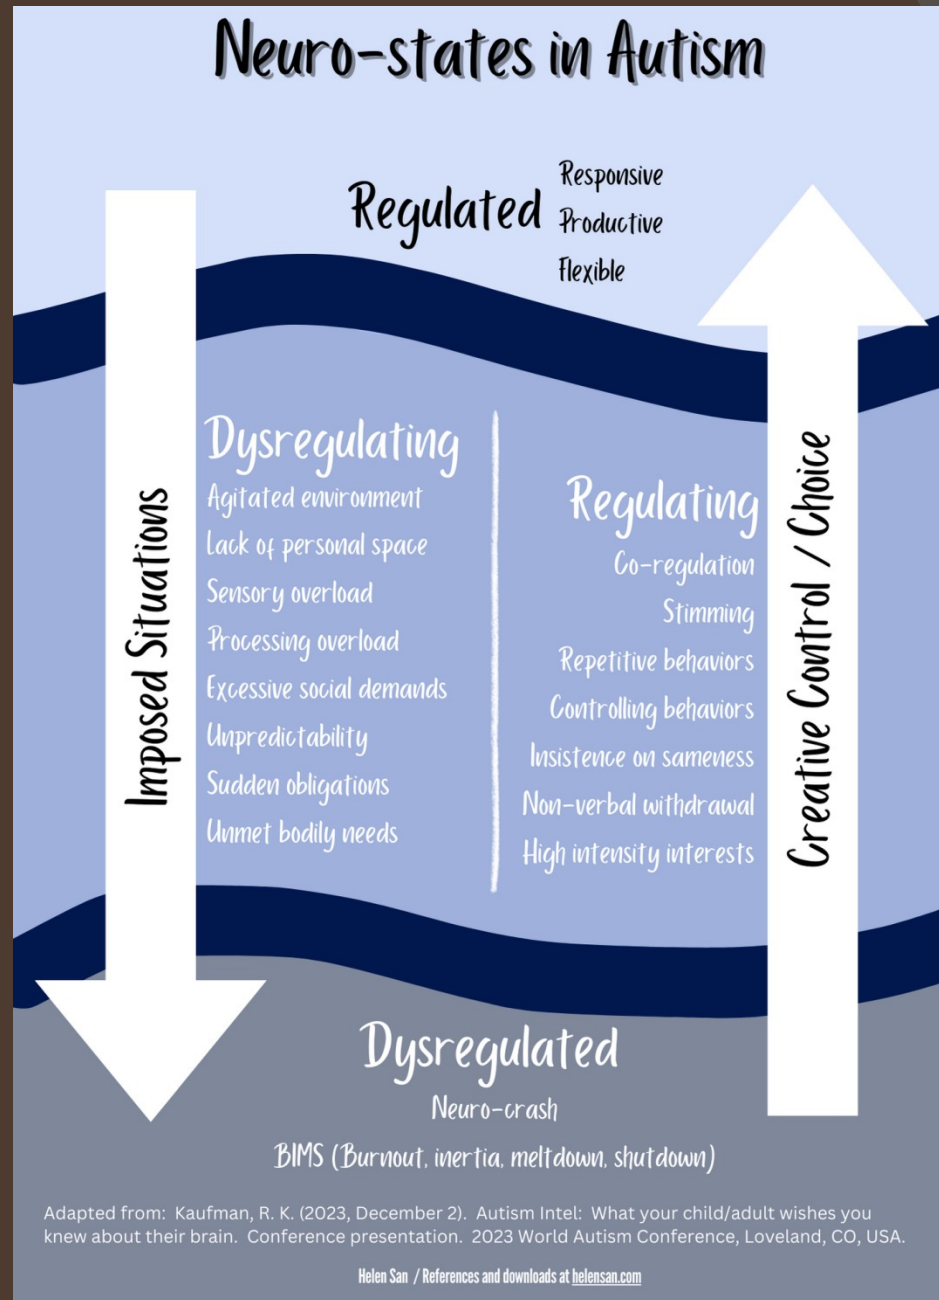 Neuro-states in Autism
Regulated
Responsive
Productive
Flexible
Imposed Situations
Dysregulating
Agitated environment
Lack of personal space
Sensory overload
Processing overload
Excessive social demands
Unpredictability
Sudden obligations
Unmet bodily needs
Regulating
Co-regulation
Stimming
Repetitive behaviors
Controlling behaviors
Insistence on sameness
Non-verbal withdrawal
High intensity interests
Creative Control / Choice
Dysregulated
Neuro-crash
BIMS (Burnout, inertia, meltdown, shutdown)
Adapted from: Kaufman, R. K. (2023, December 2). Autism Intel: What your child/adult wishes you
knew about their brain. Conference presentation. 2023 World Autism Conference, Loveland, CO, USA.
Helen San / References and downloads at helensan.com